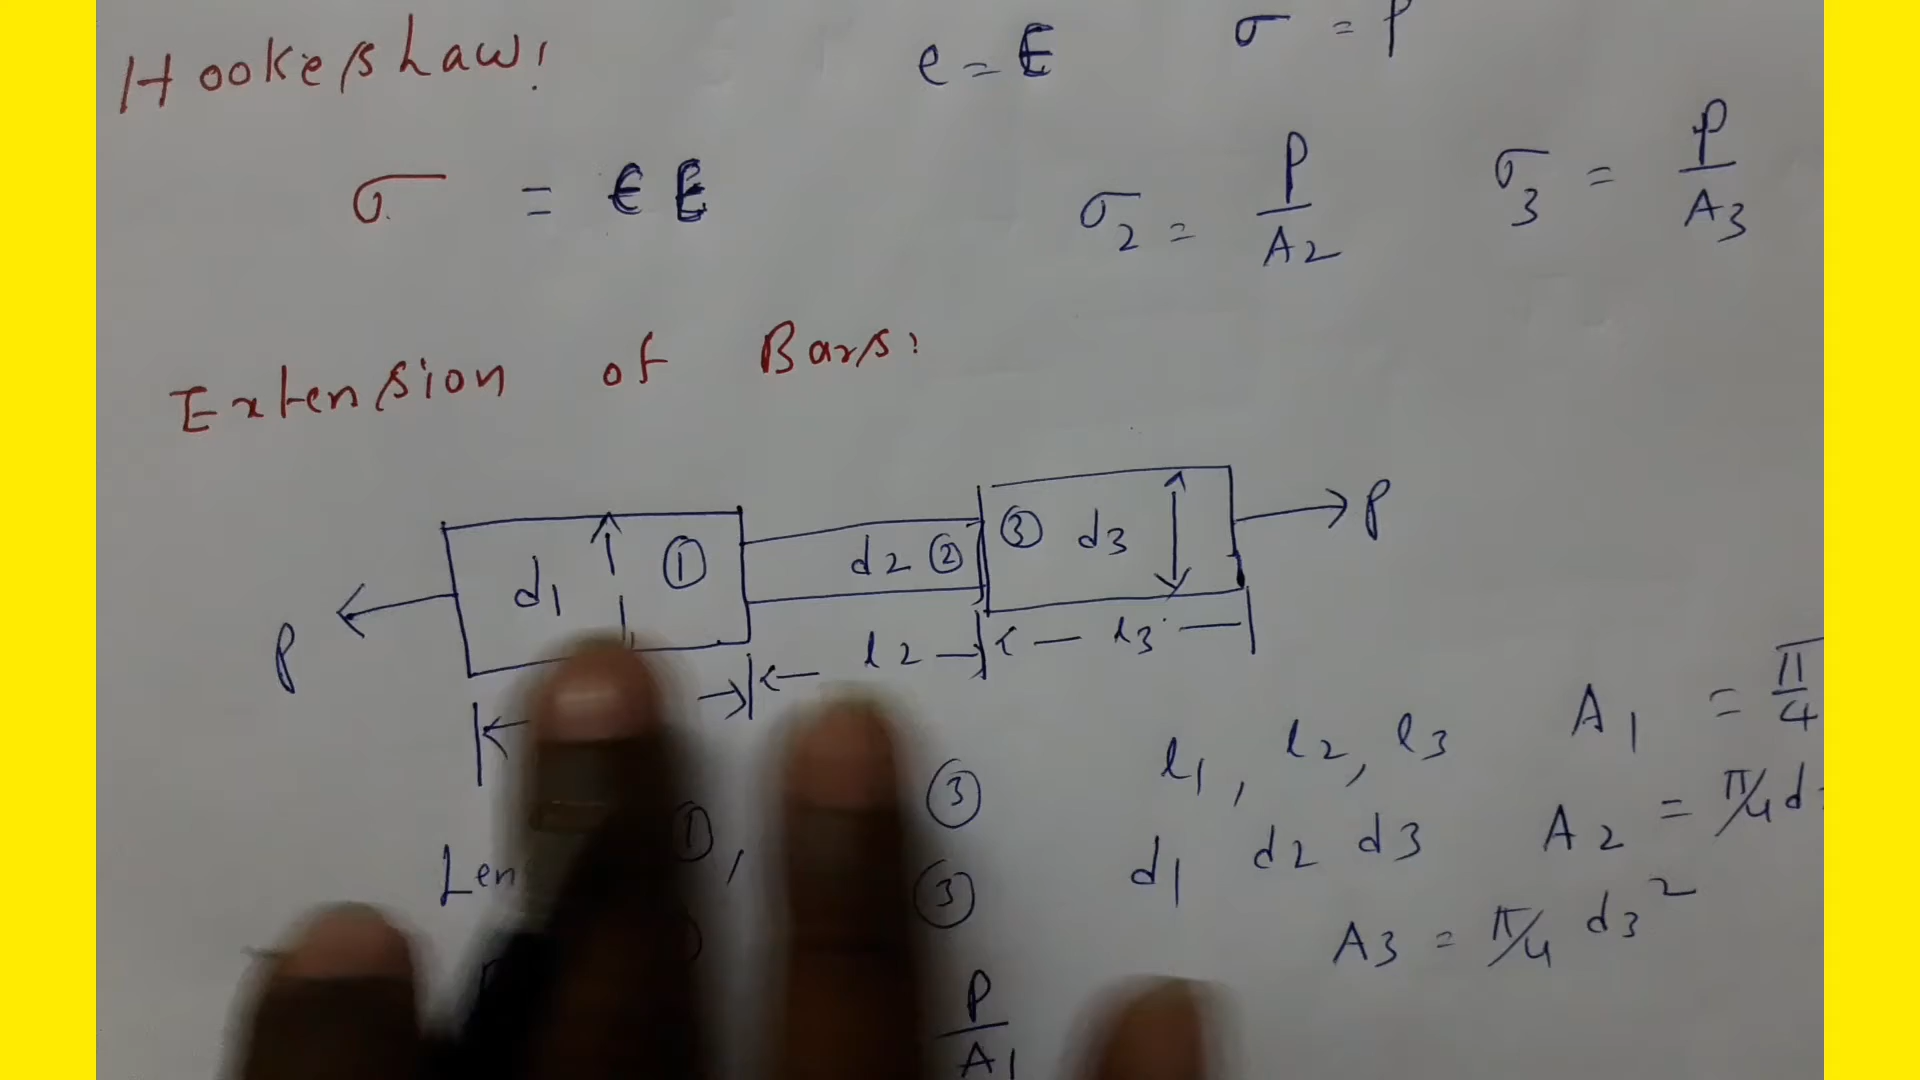 Hooke's Law:
e = E
σ = P
σ = ϵ E
σ2 = P/A2
σ3 = P/A3
Extension of Bars:
P d1 ① d2 ② ③ d3 P
l2 l3
③ l1, l2, l3 A1 = π/4
①, ③ d1 d2 d3 A2 = π/4 d
A3 = π/4 d3²
P/A1